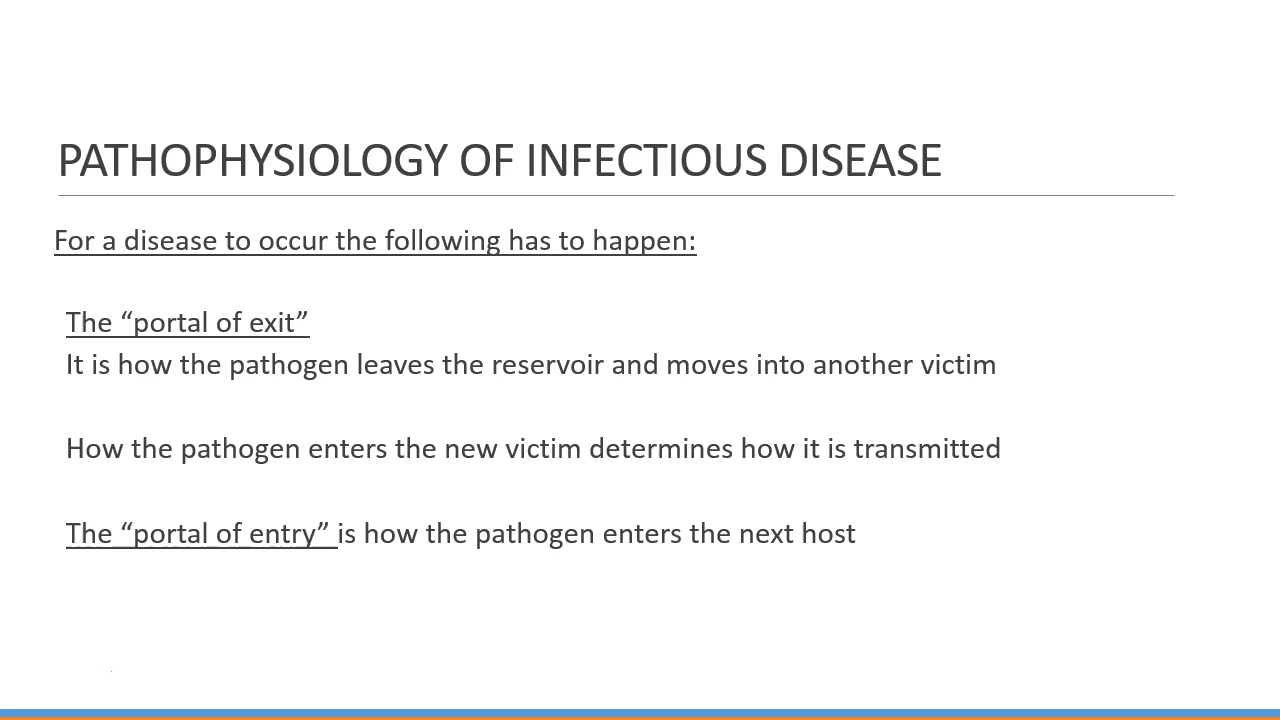 PATHOPHYSIOLOGY OF INFECTIOUS DISEASE
For a disease to occur the following has to happen:
The “portal of exit”
It is how the pathogen leaves the reservoir and moves into another victim
How the pathogen enters the new victim determines how it is transmitted
The “portal of entry” is how the pathogen enters the next host